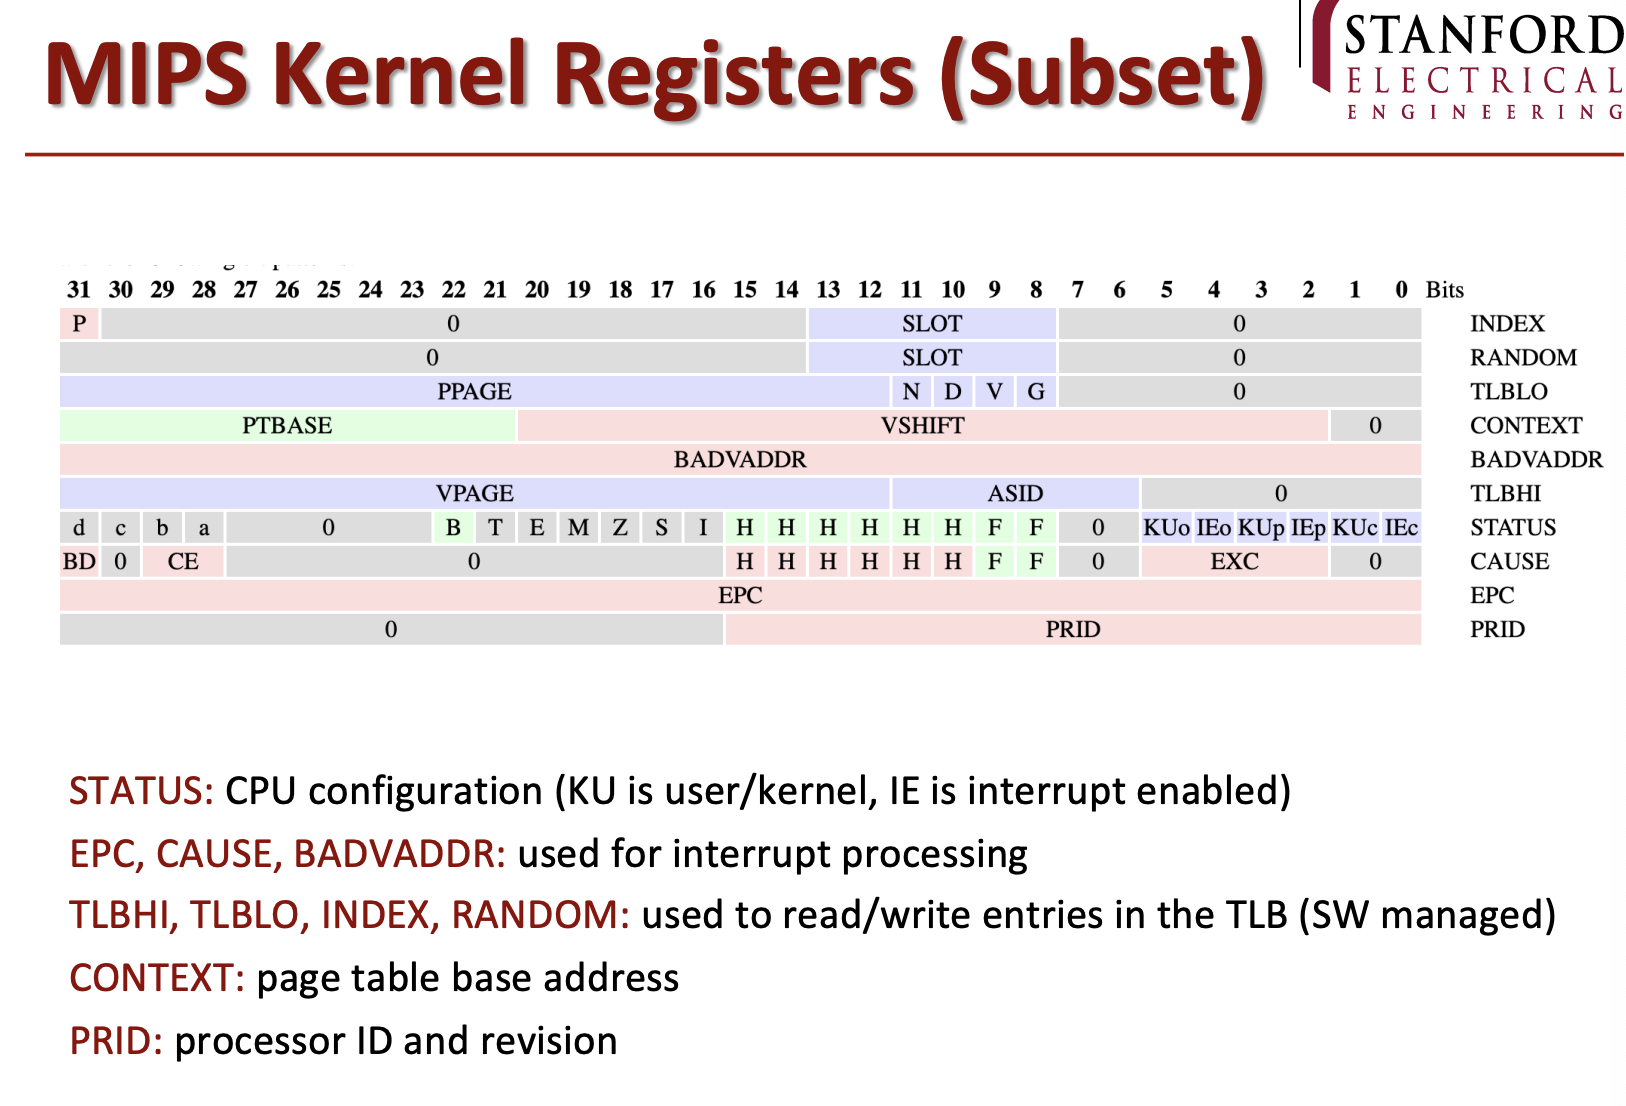 MIPS Kernel Registers (Subset)
STANFORD
ELECTRICAL
ENGINEERING
31 30 29 28 27 26 25 24 23 22 21 20 19 18 17 16 15 14 13 12 11 10 9 8 7 6 5 4 3 2 1 0 Bits
P 0 SLOT 0 INDEX
0 SLOT 0 RANDOM
PPAGE N D V G 0 TLBLO
PTBASE VSHIFT 0 CONTEXT
BADVADDR BADVADDR
VPAGE ASID 0 TLBHI
d c b a 0 B T E M Z S I H H H H H H F F 0 KUo IEo KUp IEp KUc IEc STATUS
BD 0 CE 0 H H H H H H F F 0 EXC 0 CAUSE
EPC EPC
0 PRID PRID
STATUS: CPU configuration (KU is user/kernel, IE is interrupt enabled)
EPC, CAUSE, BADVADDR: used for interrupt processing
TLBHI, TLBLO, INDEX, RANDOM: used to read/write entries in the TLB (SW managed)
CONTEXT: page table base address
PRID: processor ID and revision